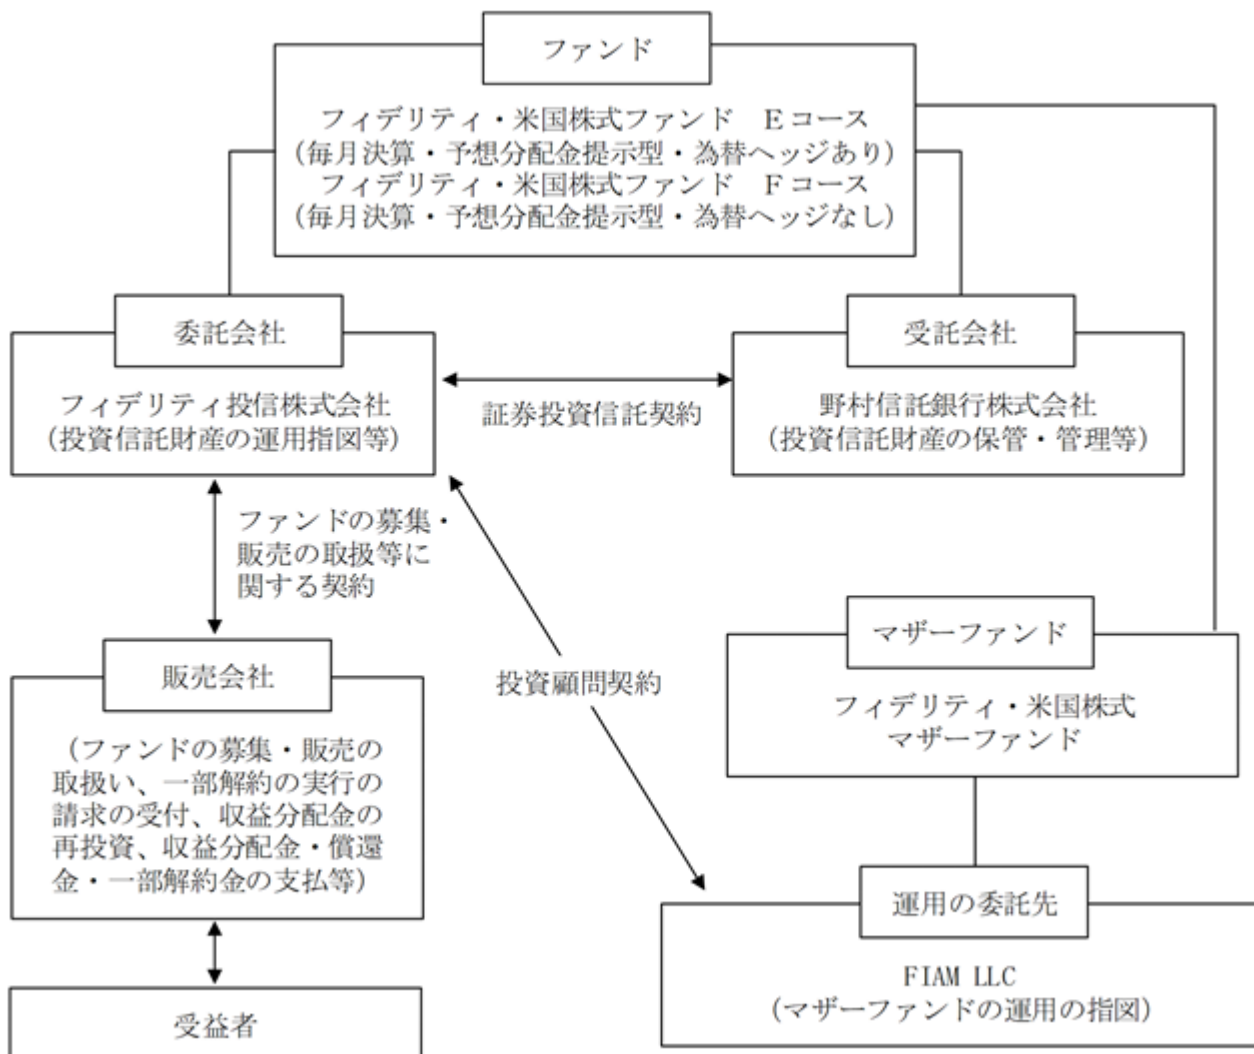 ファンド
フィデリティ・米国株式ファンド　Ｅコース
（毎月決算・予想分配金提示型・為替ヘッジあり）
フィデリティ・米国株式ファンド　Ｆコース
（毎月決算・予想分配金提示型・為替ヘッジなし）
委託会社
フィデリティ投信株式会社
（投資信託財産の運用指図等）
証券投資信託契約
受託会社
野村信託銀行株式会社
（投資信託財産の保管・管理等）
ファンドの募集・
販売の取扱等に
関する契約
投資顧問契約
マザーファンド
フィデリティ・米国株式
マザーファンド
販売会社
（ファンドの募集・販売の
取扱い、一部解約の実行の
請求の受付、収益分配金の
再投資、収益分配金・償還
金・一部解約金の支払等）
運用の委託先
FIAM LLC
（マザーファンドの運用の指図）
受益者